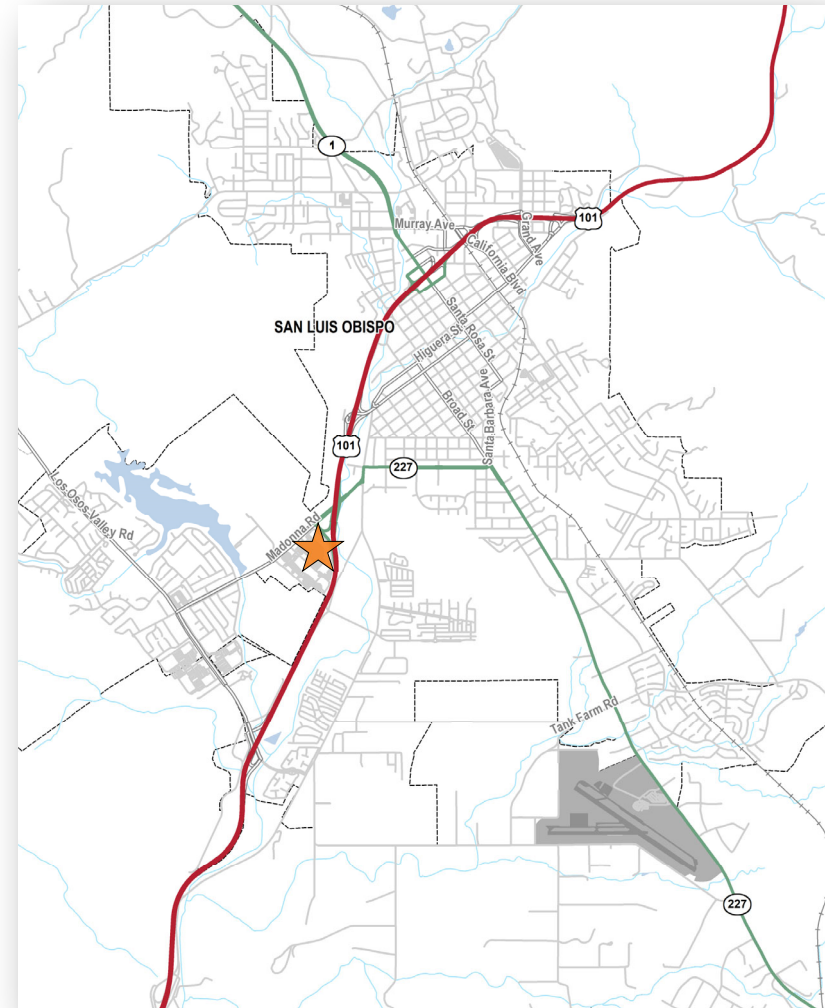 1
Murray Ave
Grand Ave
101
California Blvd
SAN LUIS OBISPO
Santa Rosa St
Higuera St
Broad St
Santa Barbara Ave
101
227
Los Osos Valley Rd
Madonna Rd
Tank Farm Rd
227